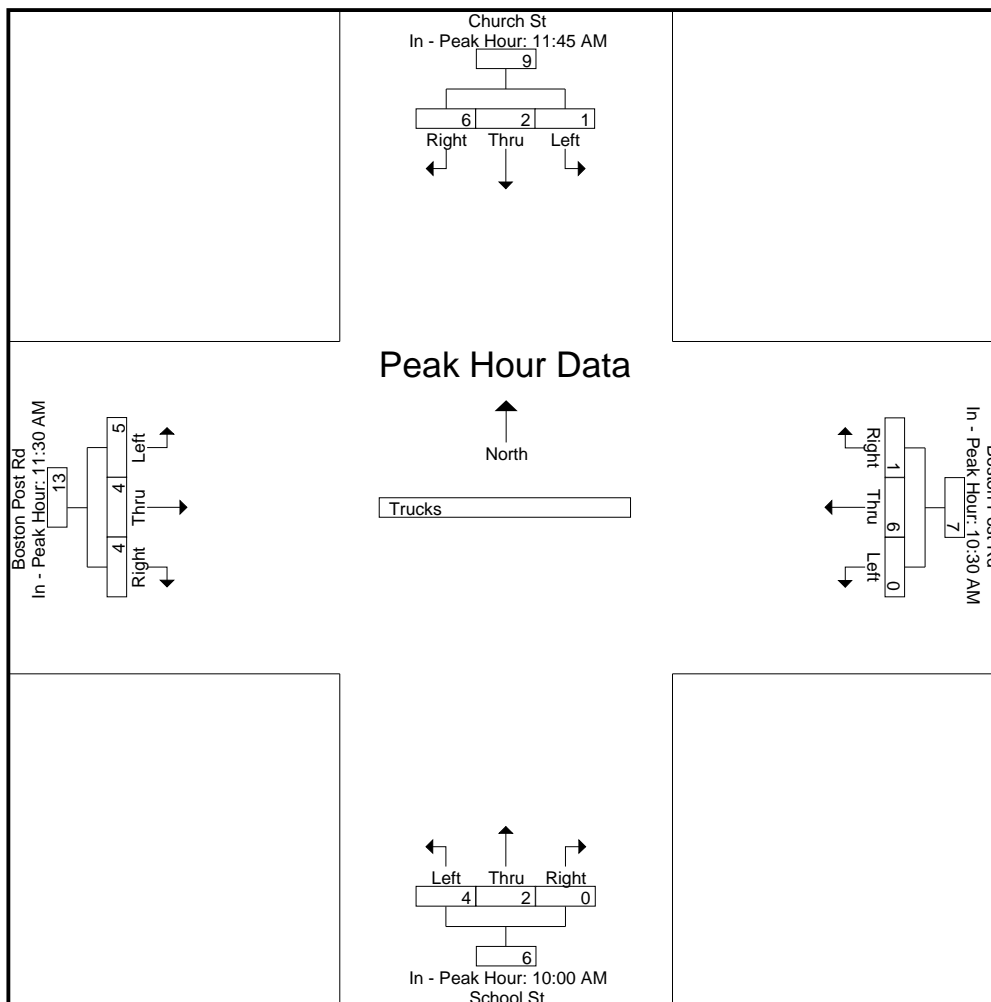 Church St
In - Peak Hour: 11:45 AM
9
6 2 1
Right Thru Left
Peak Hour Data
North
Trucks
Boston Post Rd
In - Peak Hour: 11:30 AM
13
5 4 4
Left Thru Right
Boston Post Rd
In - Peak Hour: 10:30 AM
7
1 6 0
Right Thru Left
Left Thru Right
4 2 0
6
In - Peak Hour: 10:00 AM
School St